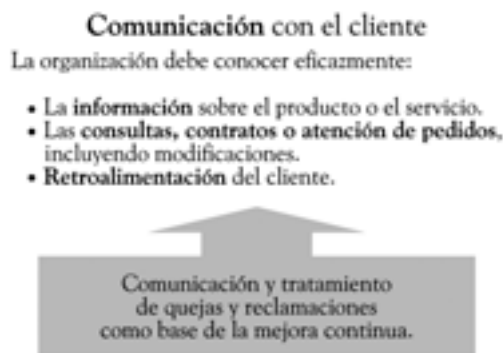 Comunicación con el cliente
La organización debe conocer eficazmente:
• La información sobre el producto o el servicio.
• Las consultas, contratos o atención de pedidos,
incluyendo modificaciones.
• Retroalimentación del cliente.
Comunicación y tratamiento
de quejas y reclamaciones
como base de la mejora continua.